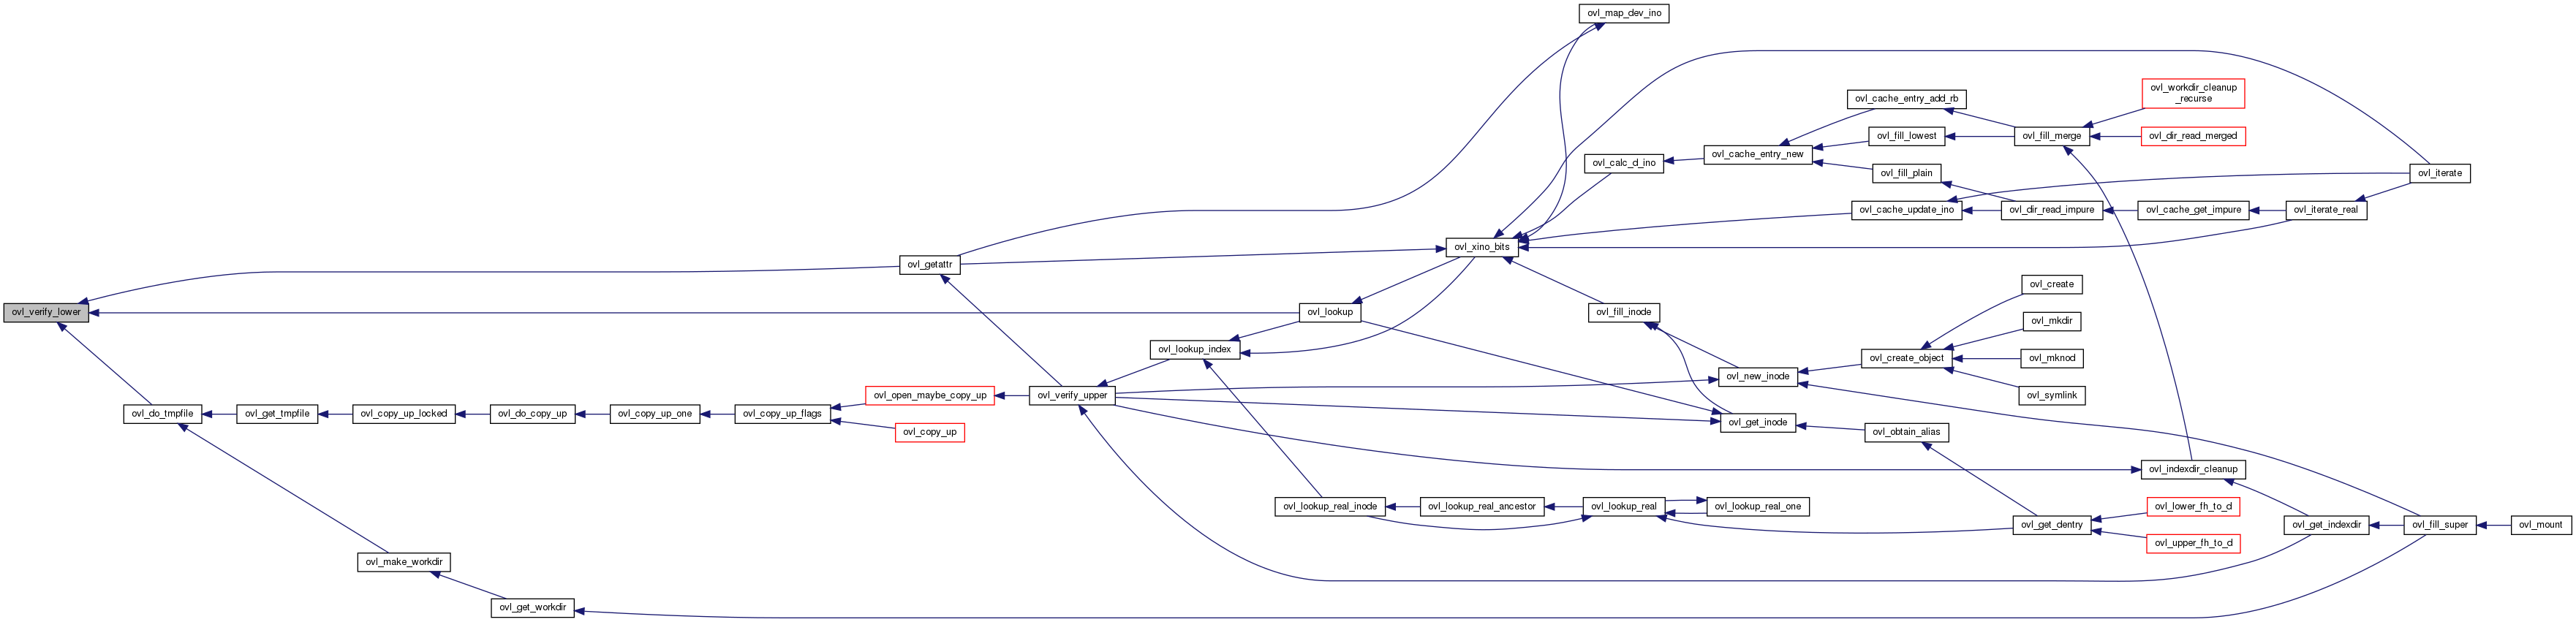 ovl_map_dev_ino
ovl_workdir_cleanup
_recurse
ovl_cache_entry_add_rb
ovl_fill_lowest
ovl_fill_merge
ovl_dir_read_merged
ovl_cache_entry_new
ovl_calc_d_ino
ovl_fill_plain
ovl_iterate
ovl_cache_update_ino
ovl_dir_read_impure
ovl_cache_get_impure
ovl_iterate_real
ovl_xino_bits
ovl_getattr
ovl_create
ovl_verify_lower
ovl_lookup
ovl_fill_inode
ovl_mkdir
ovl_lookup_index
ovl_create_object
ovl_mknod
ovl_new_inode
ovl_open_maybe_copy_up
ovl_verify_upper
ovl_symlink
ovl_do_tmpfile
ovl_get_tmpfile
ovl_copy_up_locked
ovl_do_copy_up
ovl_copy_up_one
ovl_copy_up_flags
ovl_get_inode
ovl_copy_up
ovl_obtain_alias
ovl_indexdir_cleanup
ovl_lookup_real_inode
ovl_lookup_real_ancestor
ovl_lookup_real
ovl_lookup_real_one
ovl_lower_fh_to_d
ovl_get_dentry
ovl_get_indexdir
ovl_fill_super
ovl_mount
ovl_upper_fh_to_d
ovl_make_workdir
ovl_get_workdir